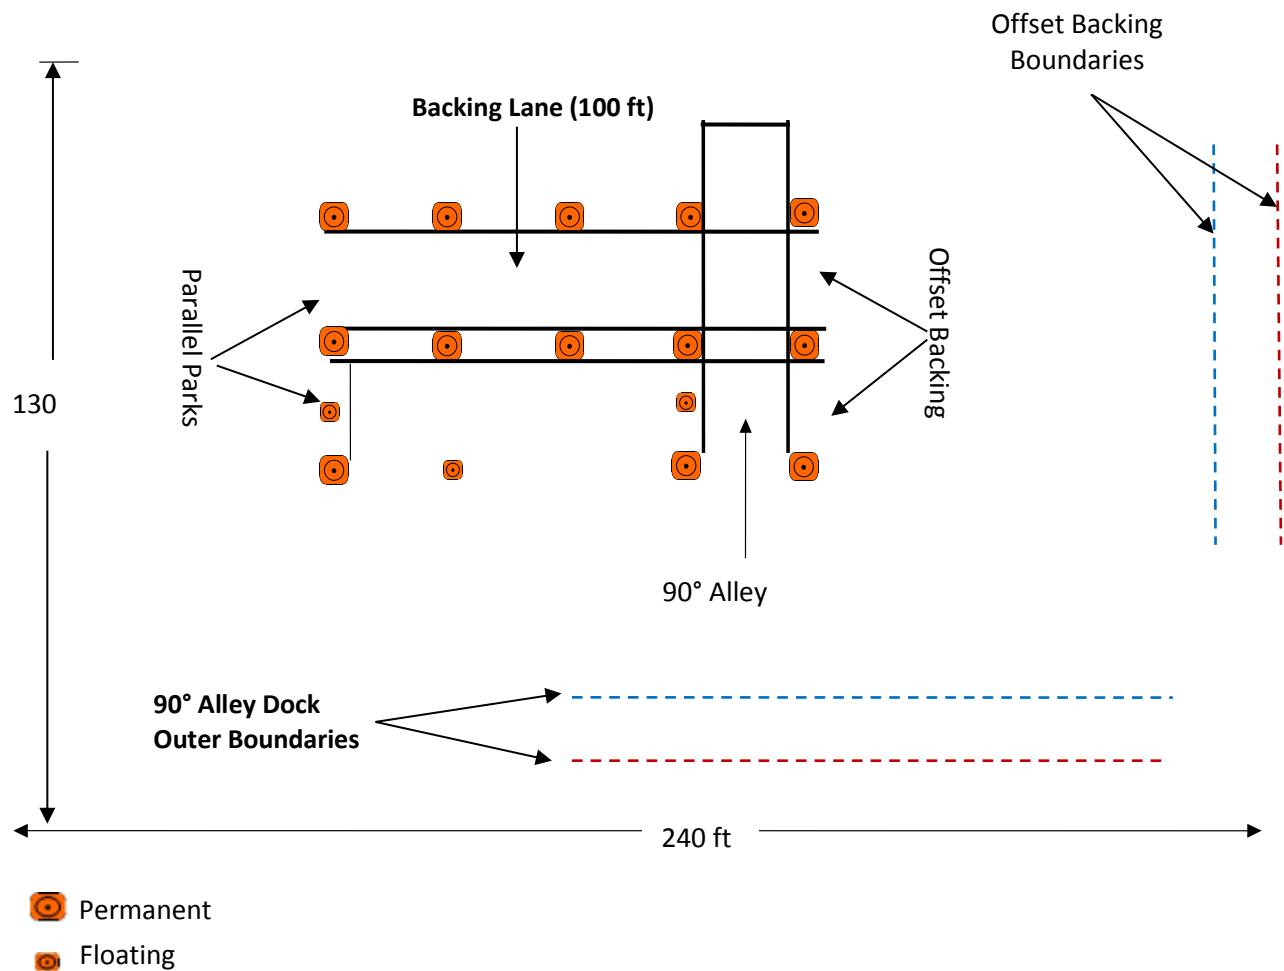 Offset Backing
Boundaries
Backing Lane (100 ft)
Parallel Parks
Offset Backing
130
90° Alley
90° Alley Dock
Outer Boundaries
240 ft
Permanent
Floating